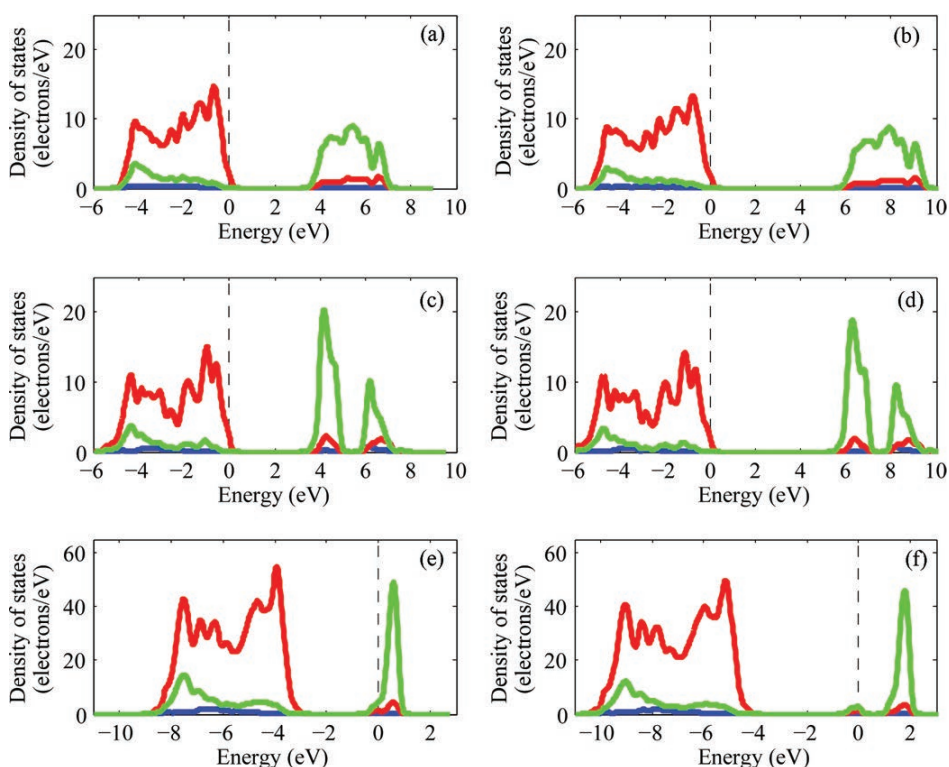 (a)
Density of states
(electrons/eV)
20
10
0
−6 −4 −2 0 2 4 6 8 10
Energy (eV)
(b)
Density of states
(electrons/eV)
20
10
0
−6 −4 −2 0 2 4 6 8 10
Energy (eV)
(c)
Density of states
(electrons/eV)
20
10
0
−6 −4 −2 0 2 4 6 8 10
Energy (eV)
(d)
Density of states
(electrons/eV)
20
10
0
−6 −4 −2 0 2 4 6 8 10
Energy (eV)
(e)
Density of states
(electrons/eV)
60
40
20
0
−10 −8 −6 −4 −2 0 2
Energy (eV)
(f)
Density of states
(electrons/eV)
60
40
20
0
−10 −8 −6 −4 −2 0 2
Energy (eV)